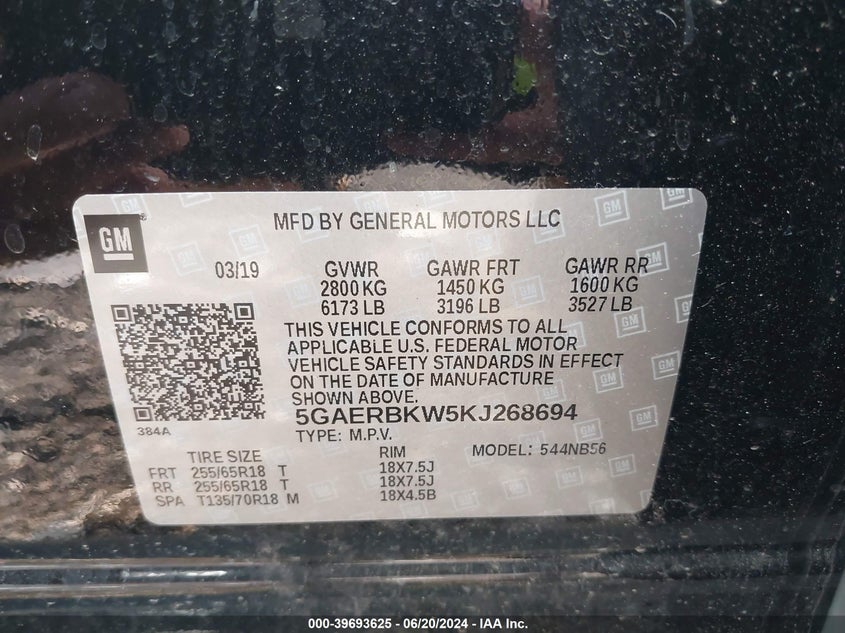 GM
MFD BY GENERAL MOTORS LLC
03/19 GVWR GAWR FRT GAWR RR
2800 KG 1450 KG 1600 KG
6173 LB 3196 LB 3527 LB
THIS VEHICLE CONFORMS TO ALL
APPLICABLE U.S. FEDERAL MOTOR
VEHICLE SAFETY STANDARDS IN EFFECT
ON THE DATE OF MANUFACTURE
SHOWN ABOVE.
5GAERBKW5KJ268694
384A
TYPE: M.P.V. MODEL: 544NB56
TIRE SIZE RIM
FRT 255/65R18 T 18X7.5J
RR 255/65R18 T 18X7.5J
SPA T135/70R18 M 18X4.5B
000-39693625 - 06/20/2024 - IAA Inc.